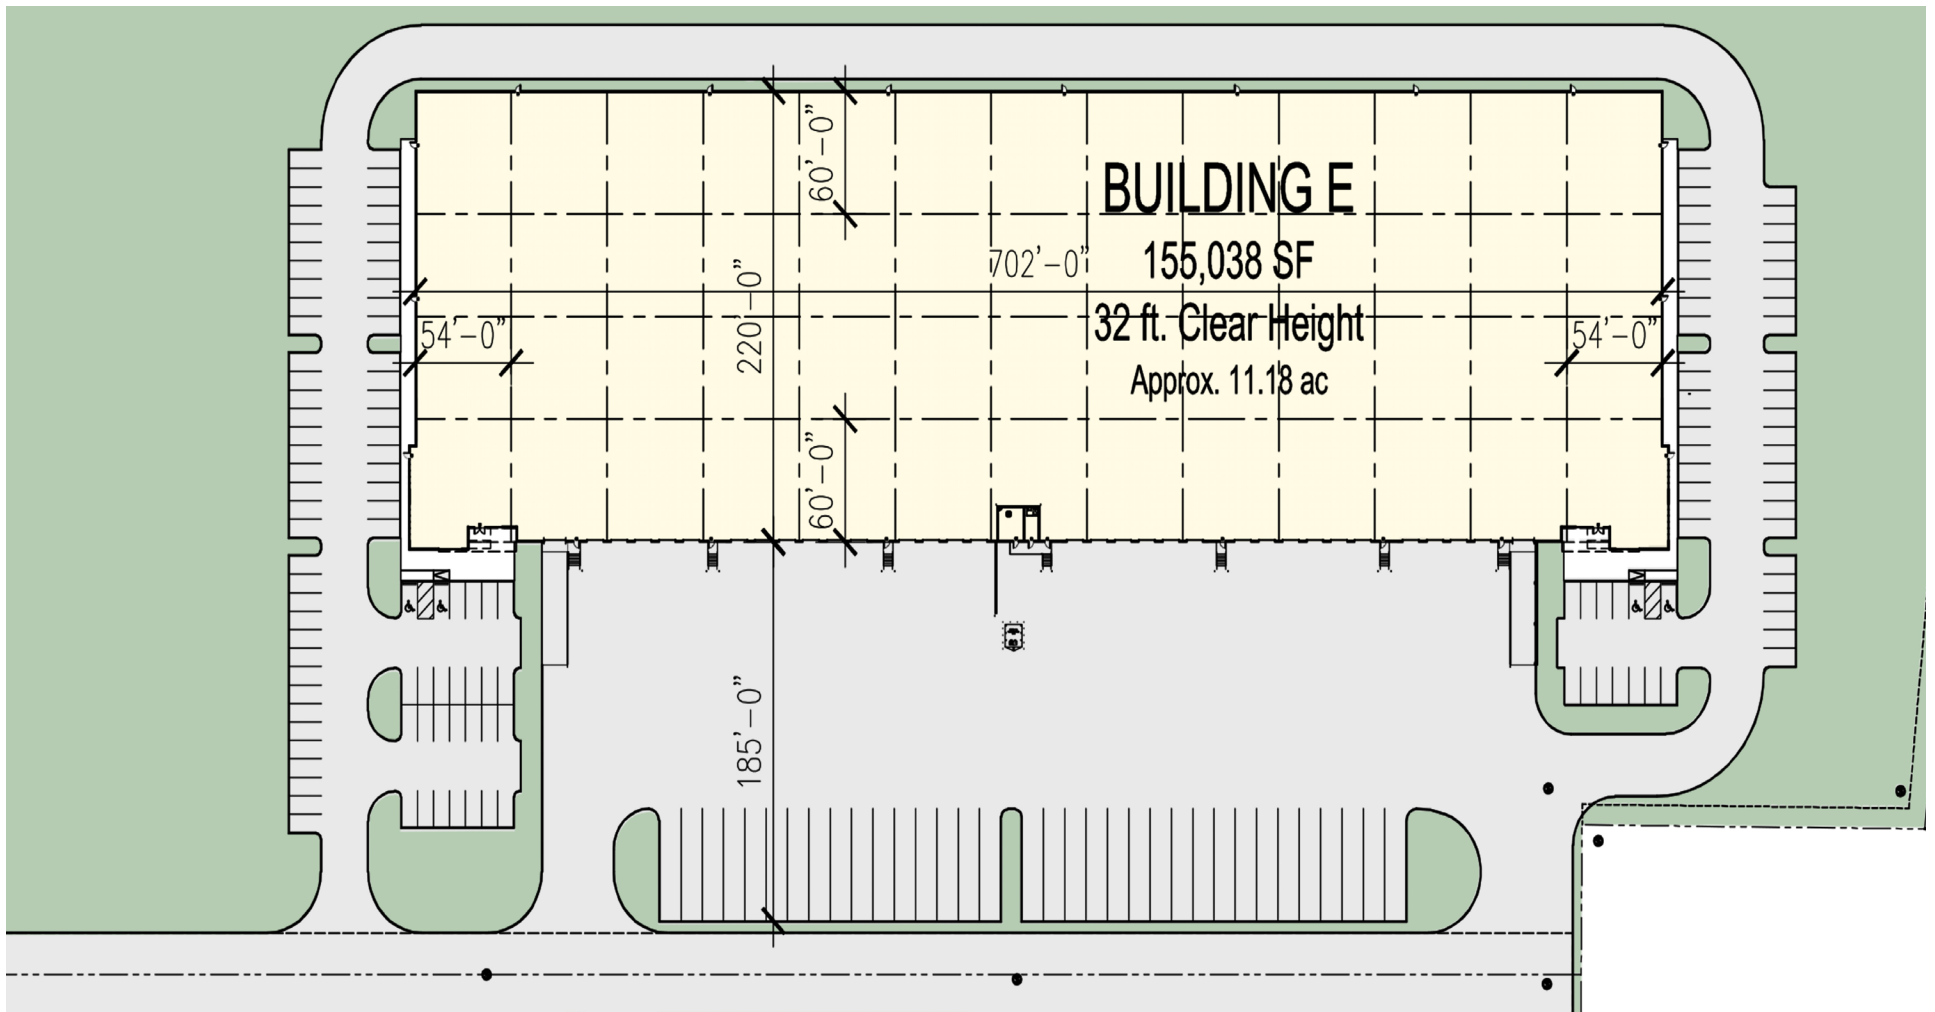 60'-0"
BUILDING E
702'-0"
155,038 SF
220'-0"
32 ft. Clear Height
54'-0"
54'-0"
Approx. 11.18 ac
60'-0"
185'-0"